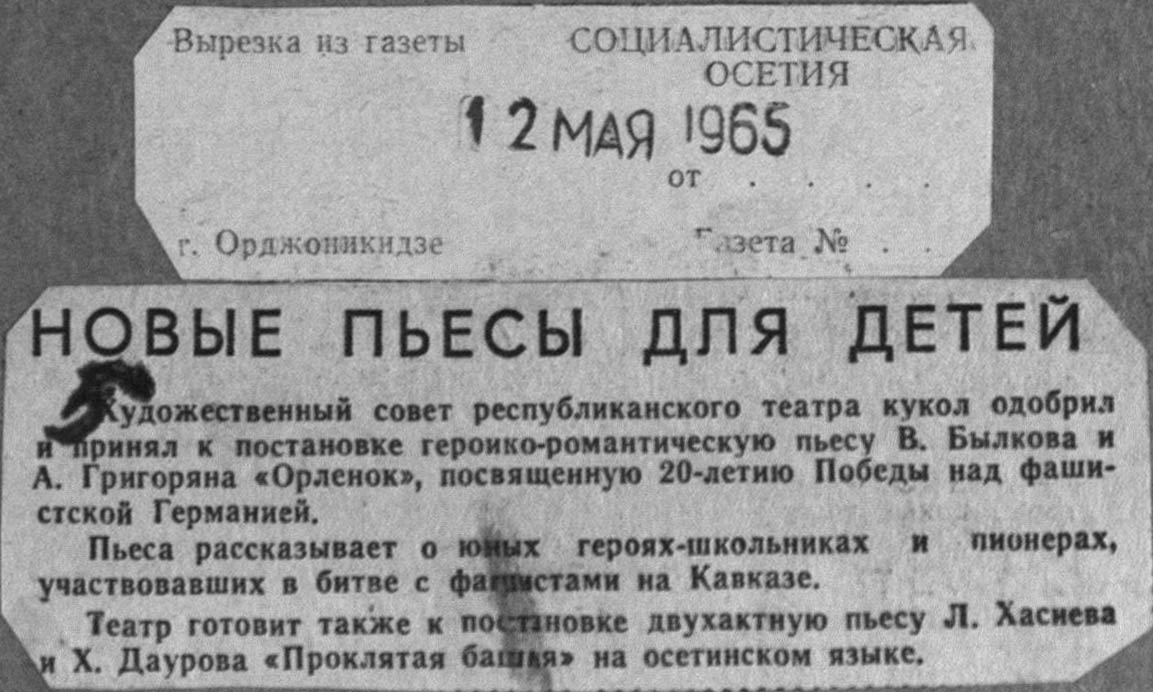 Вырезка из газеты СОЦИАЛИСТИЧЕСКАЯ
ОСЕТИЯ
12 МАЯ 1965
от . . . .
г. Орджоникидзе Газета № . .
НОВЫЕ ПЬЕСЫ ДЛЯ ДЕТЕЙ
Художественный совет республиканского театра кукол одобрил
и принял к постановке героико-романтическую пьесу В. Былкова и
А. Григоряна «Орленок», посвященную 20-летию Победы над фаши-
стской Германией.
Пьеса рассказывает о юных героях-школьниках и пионерах,
участвовавших в битве с фашистами на Кавказе.
Театр готовит также к постановке двухактную пьесу Л. Хасиева
и Х. Даурова «Проклятая башня» на осетинском языке.